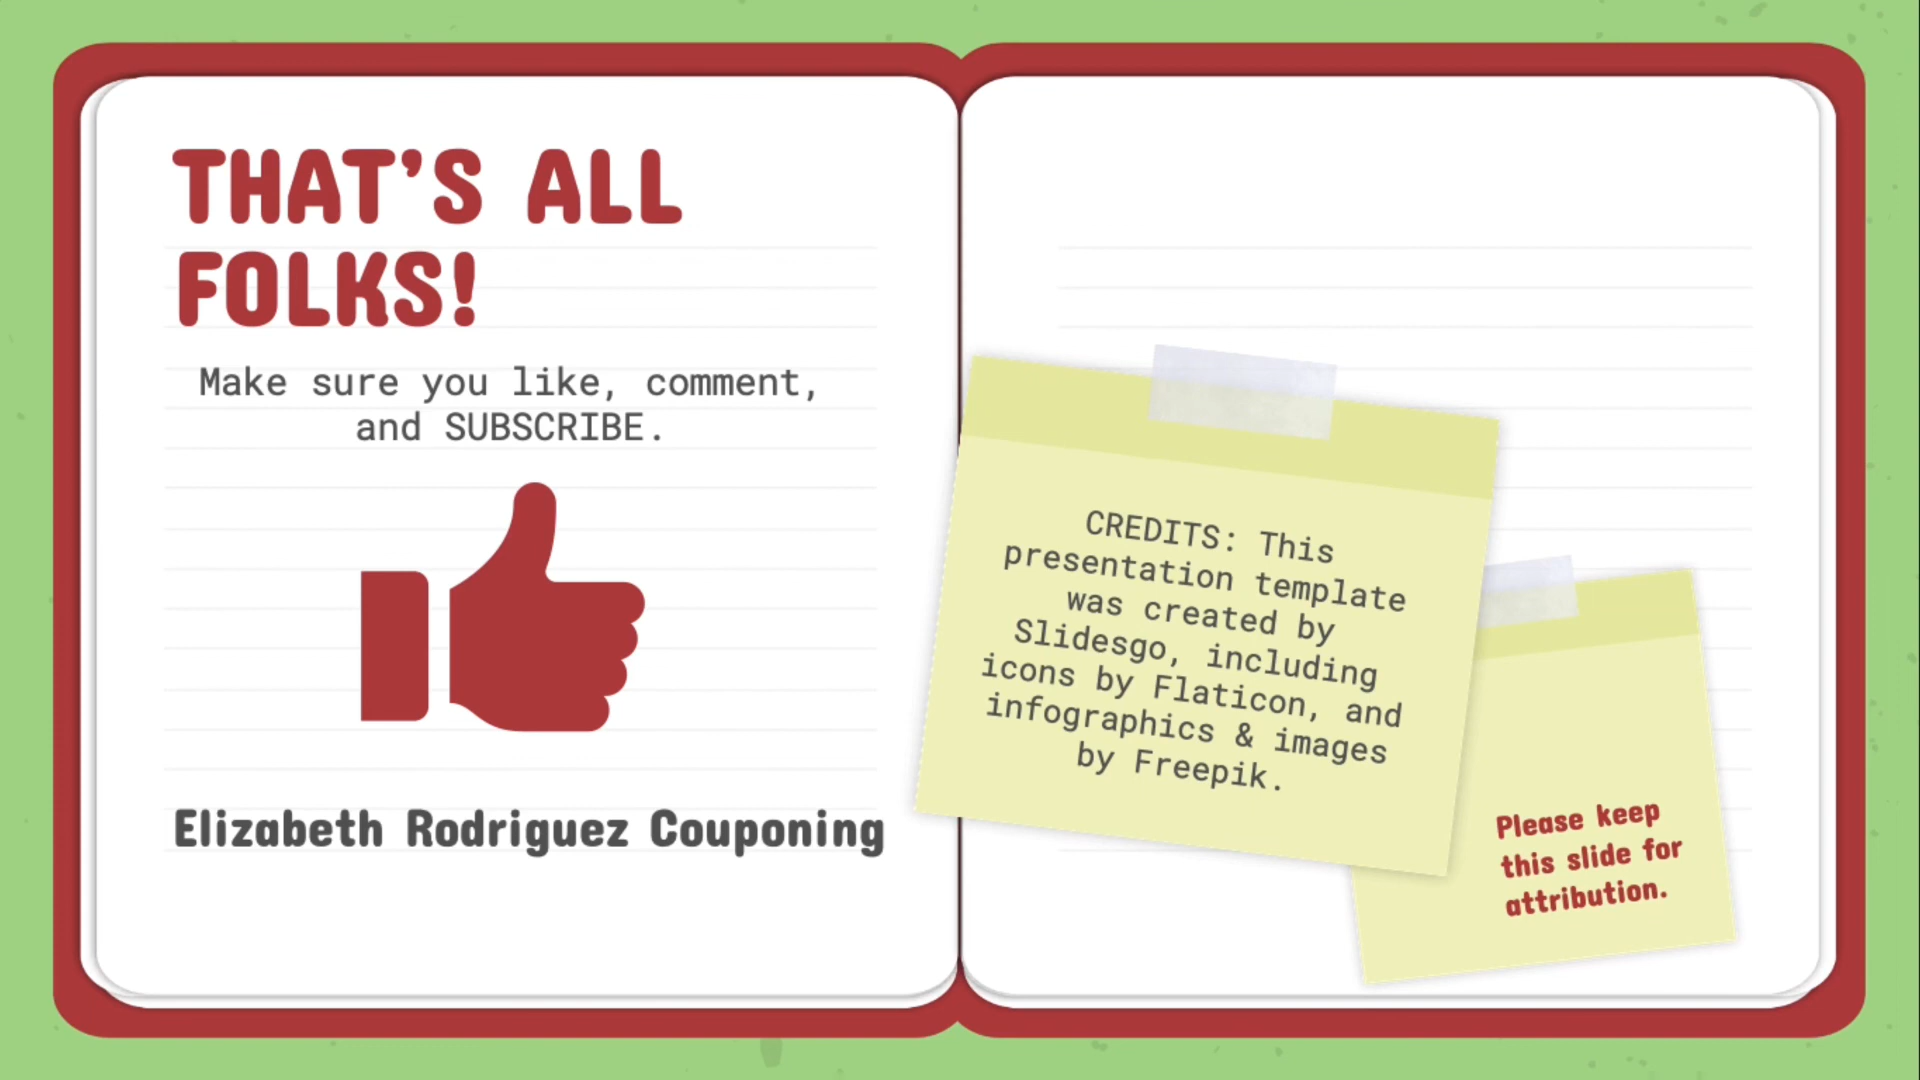 THAT'S ALL
FOLKS!
Make sure you like, comment,
and SUBSCRIBE.
Elizabeth Rodriguez Couponing
CREDITS: This
presentation template
was created by
Slidesgo, including
icons by Flaticon, and
infographics & images
by Freepik.
Please keep
this slide for
attribution.